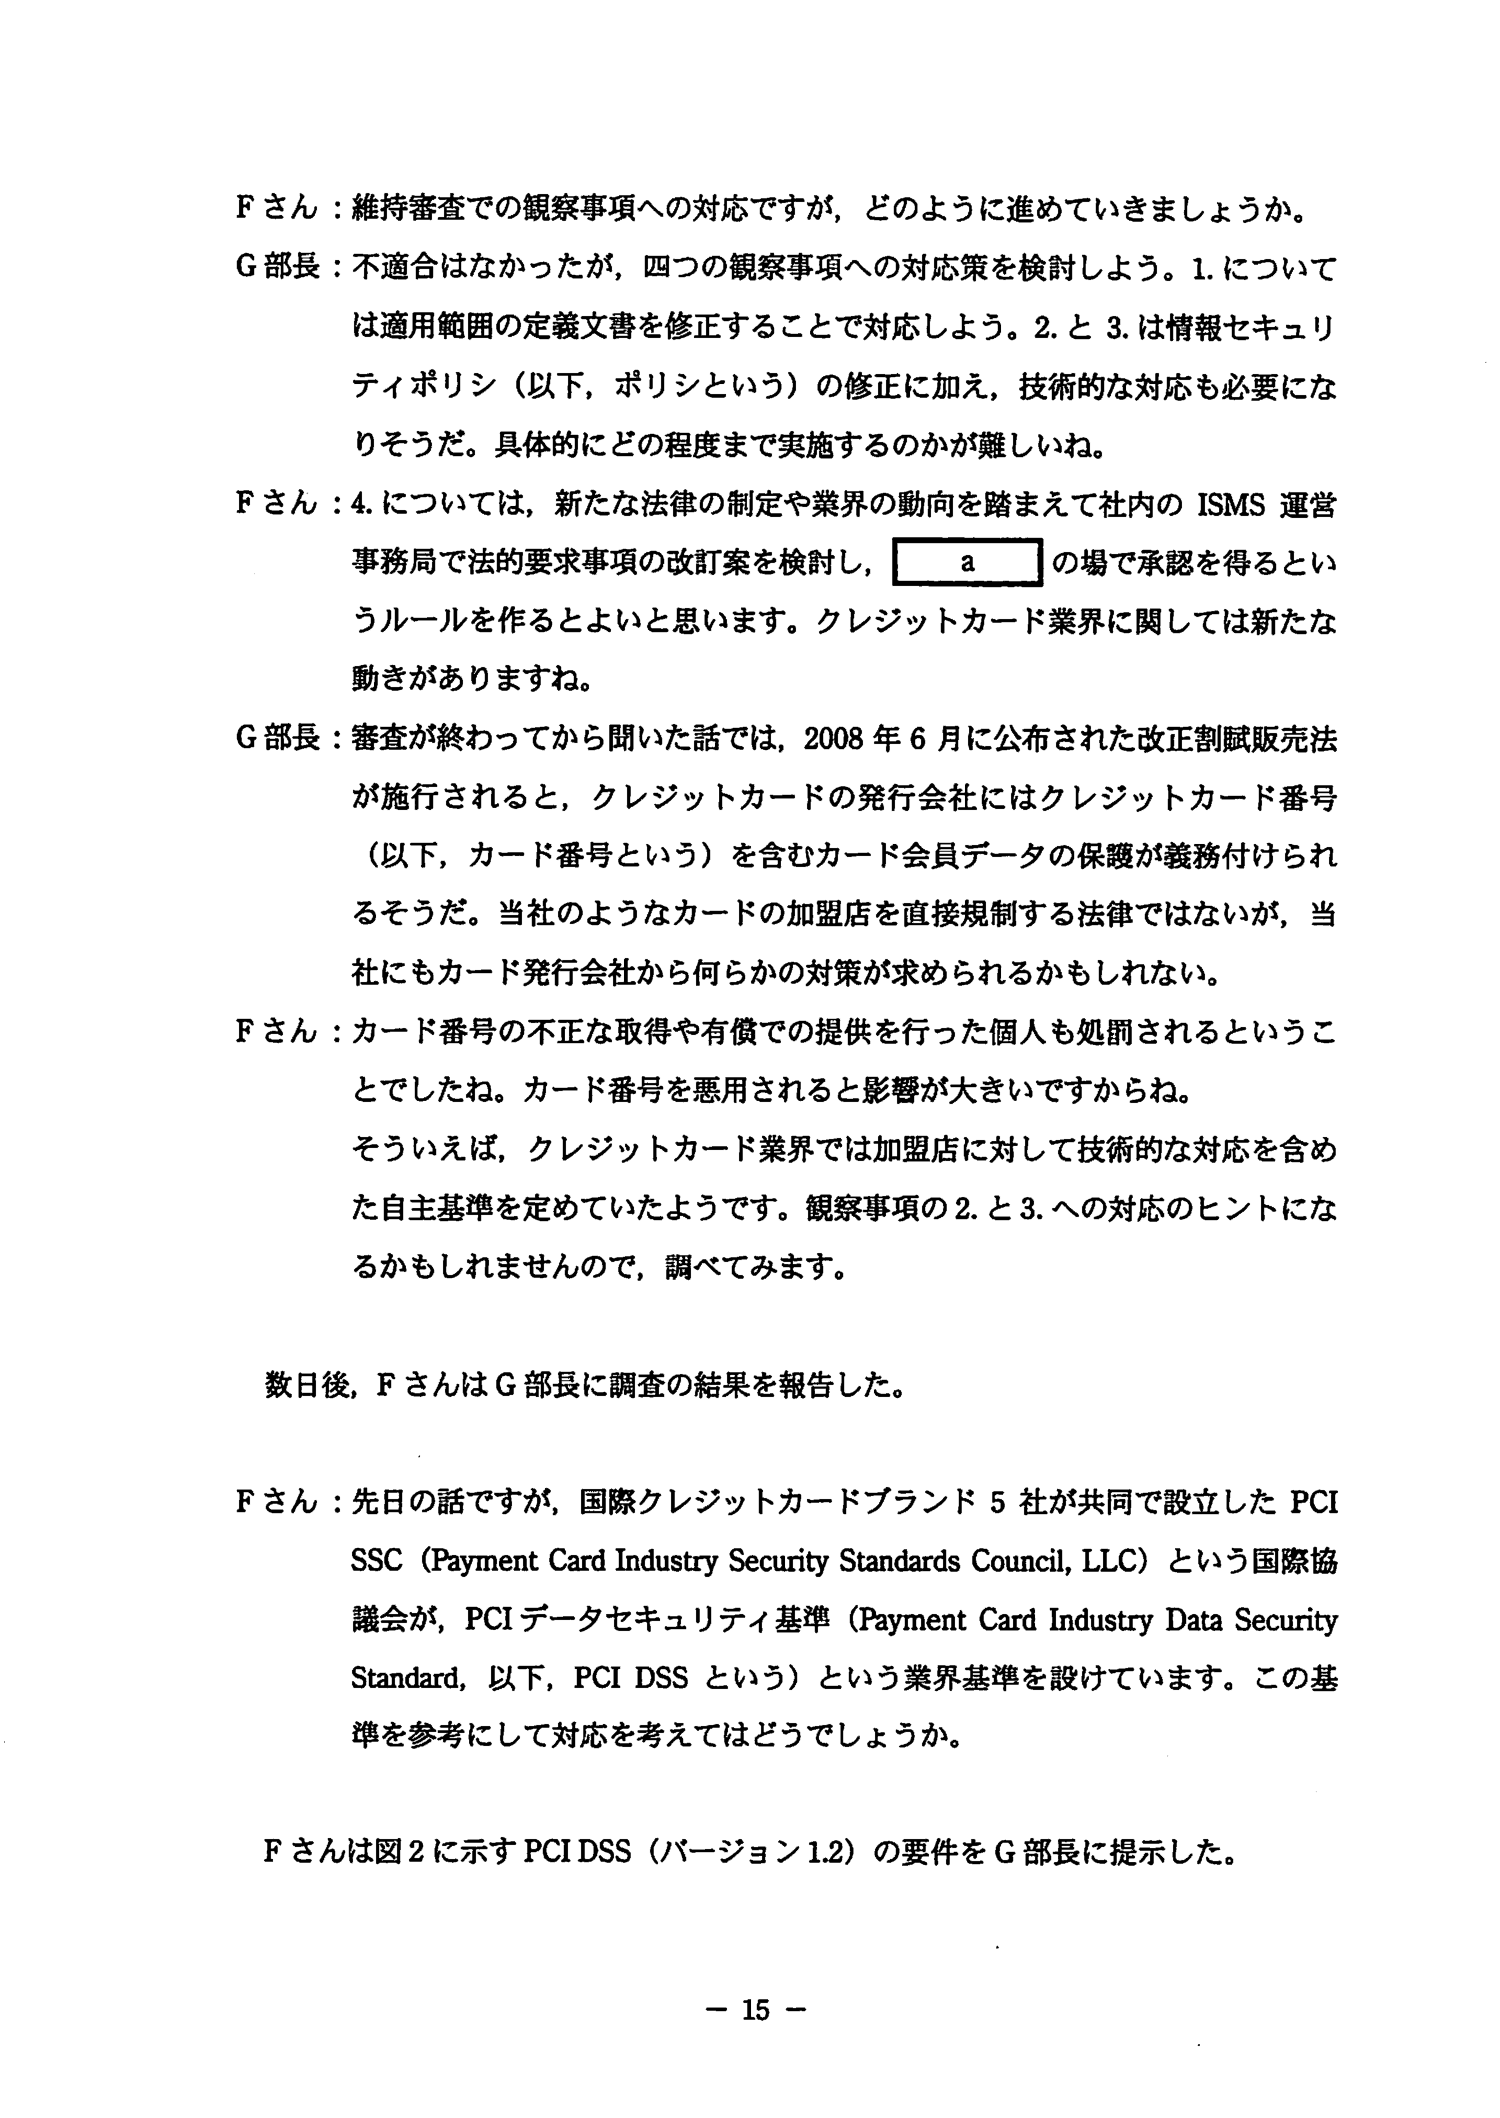 Fさん：維持審査での観察事項への対応ですが，どのように進めていきましょうか。
G部長：不適合はなかったが，四つの観察事項への対応策を検討しよう。1. について
は適用範囲の定義文書を修正することで対応しよう。2. と 3. は情報セキュリ
ティポリシ（以下，ポリシという）の修正に加え，技術的な対応も必要にな
りそうだ。具体的にどの程度まで実施するのかが難しいね。
Fさん：4. については，新たな法律の制定や業界の動向を踏まえて社内の ISMS 運営
事務局で法的要求事項の改訂案を検討し， a の場で承認を得るとい
うルールを作るとよいと思います。クレジットカード業界に関しては新たな
動きがありますね。
G部長：審査が終わってから聞いた話では，2008 年 6 月に公布された改正割賦販売法
が施行されると，クレジットカードの発行会社にはクレジットカード番号
（以下，カード番号という）を含むカード会員データの保護が義務付けられ
るそうだ。当社のようなカードの加盟店を直接規制する法律ではないが，当
社にもカード発行会社から何らかの対策が求められるかもしれない。
Fさん：カード番号の不正な取得や有償での提供を行った個人も処罰されるというこ
とでしたね。カード番号を悪用されると影響が大きいですからね。
そういえば，クレジットカード業界では加盟店に対して技術的な対応を含め
た自主基準を定めていたようです。観察事項の 2. と 3. への対応のヒントにな
るかもしれませんので，調べてみます。
数日後，F さんは G 部長に調査の結果を報告した。
Fさん：先日の話ですが，国際クレジットカードブランド 5 社が共同で設立した PCI
SSC（Payment Card Industry Security Standards Council, LLC）という国際協
議会が，PCI データセキュリティ基準（Payment Card Industry Data Security
Standard，以下，PCI DSS という）という業界基準を設けています。この基
準を参考にして対応を考えてはどうでしょうか。
F さんは図 2 に示す PCI DSS（バージョン 1.2）の要件を G 部長に提示した。
－ 15 －